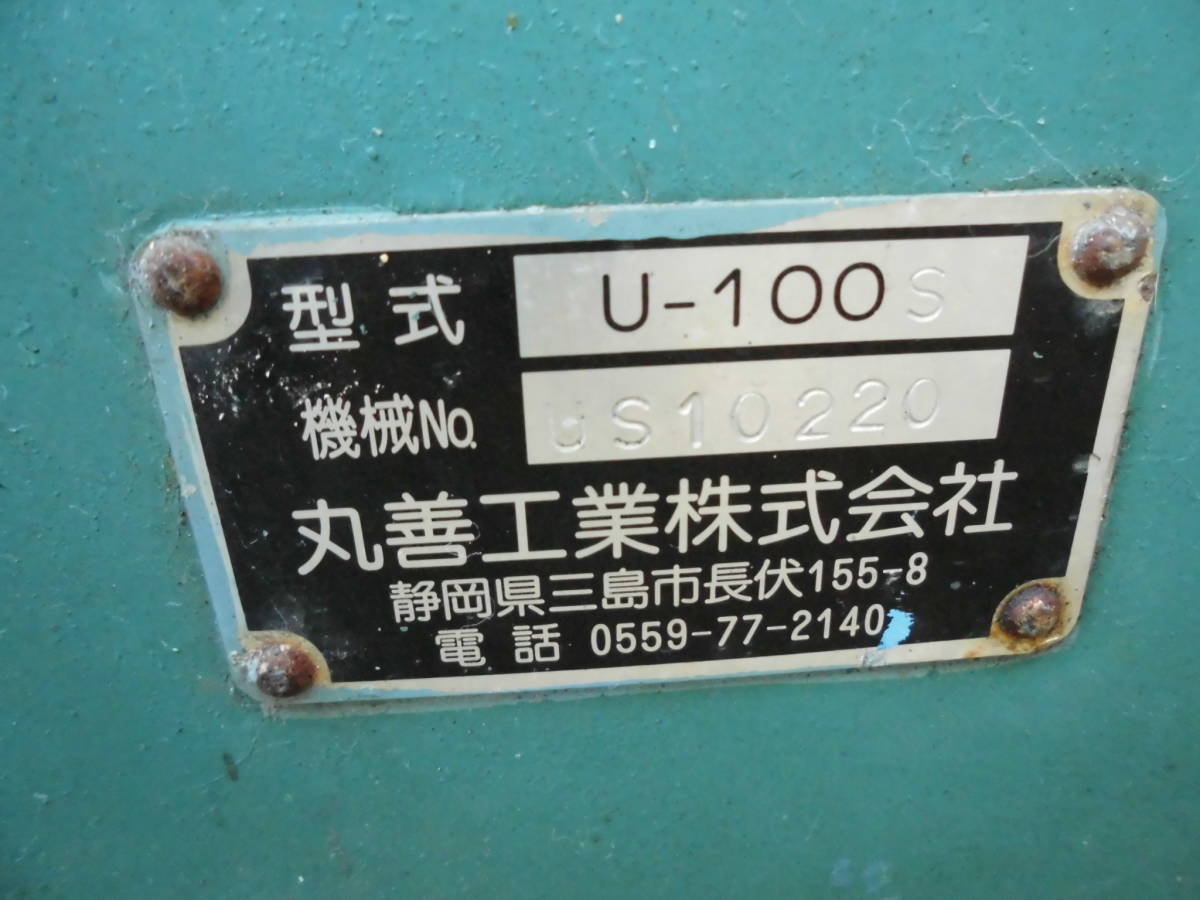 型式 U-100S
機械No. US10220
丸善工業株式会社
静岡県三島市長伏155-8
電話 0559-77-2140